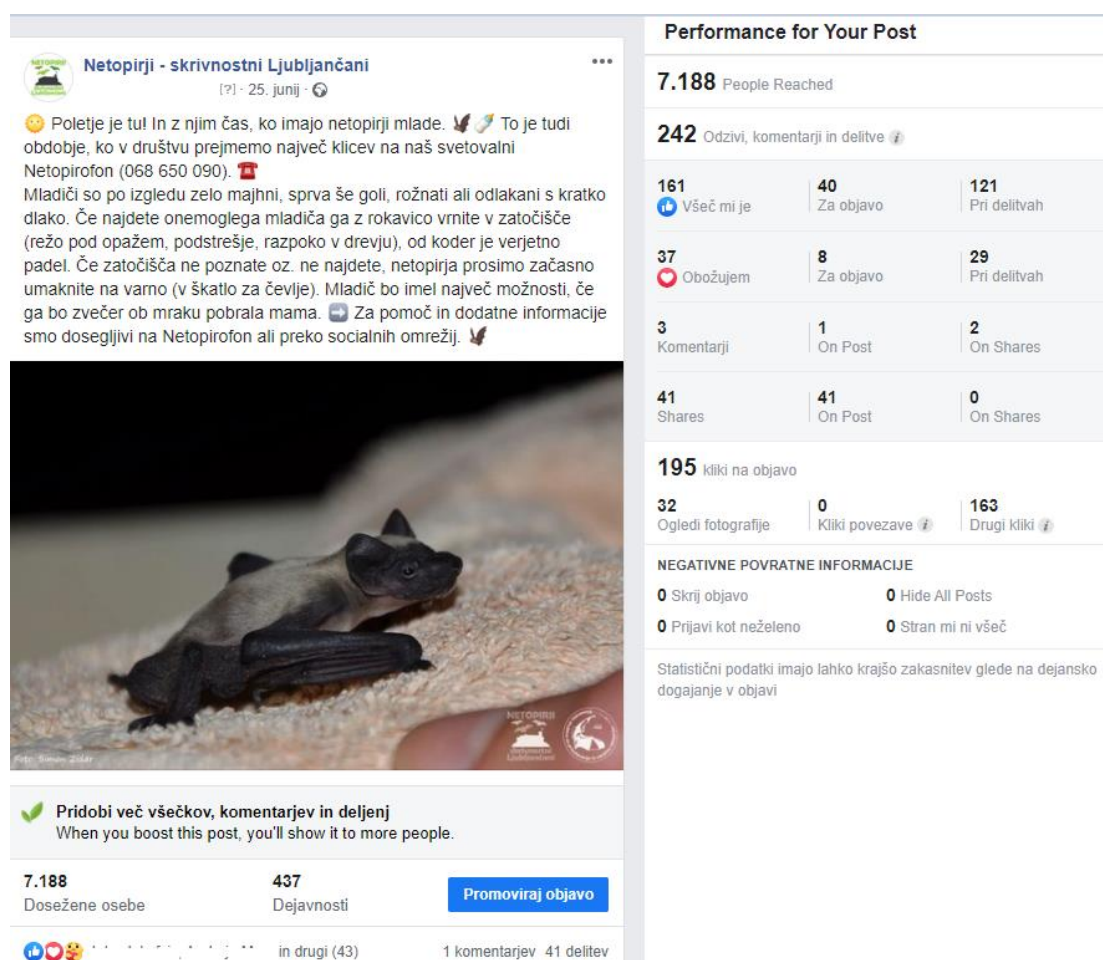 Netopirji - skrivnostni Ljubljančani
[?] · 25. junij ·
Poletje je tu! In z njim čas, ko imajo netopirji mlade. To je tudi
obdobje, ko v društvu prejmemo največ klicev na naš svetovalni
Netopirofon (068 650 090).
Mladiči so po izgledu zelo majhni, sprva še goli, rožnati ali odlakani s kratko
dlako. Če najdete onemoglega mladiča ga z rokavico vrnite v zatočišče
(režo pod opažem, podstrešje, razpoko v drevju), od koder je verjetno
padel. Če zatočišča ne poznate oz. ne najdete, netopirja prosimo začasno
umaknite na varno (v škatlo za čevlje). Mladič bo imel največ možnosti, če
ga bo zvečer ob mraku pobrala mama. Za pomoč in dodatne informacije
smo dosegljivi na Netopirofon ali preko socialnih omrežij.
NETOPIRJI
skrivnostni
Ljubljančani
Pridobi več všečkov, komentarjev in deljenj
When you boost this post, you'll show it to more people.
7.188 437
Dosežene osebe Dejavnosti
Promoviraj objavo
in drugi (43) 1 komentarjev 41 delitev
Performance for Your Post
7.188 People Reached
242 Odzivi, komentarji in delitve
161 40 121
Všeč mi je Za objavo Pri delitvah
37 8 29
Obožujem Za objavo Pri delitvah
3 1 2
Komentarji On Post On Shares
41 41 0
Shares On Post On Shares
195 kliki na objavo
32 0 163
Ogledi fotografije Kliki povezave Drugi kliki
NEGATIVNE POVRATNE INFORMACIJE
0 Skrij objavo 0 Hide All Posts
0 Prijavi kot neželeno 0 Stran mi ni všeč
Statistični podatki imajo lahko krajšo zakasnitev glede na dejansko
dogajanje v objavi